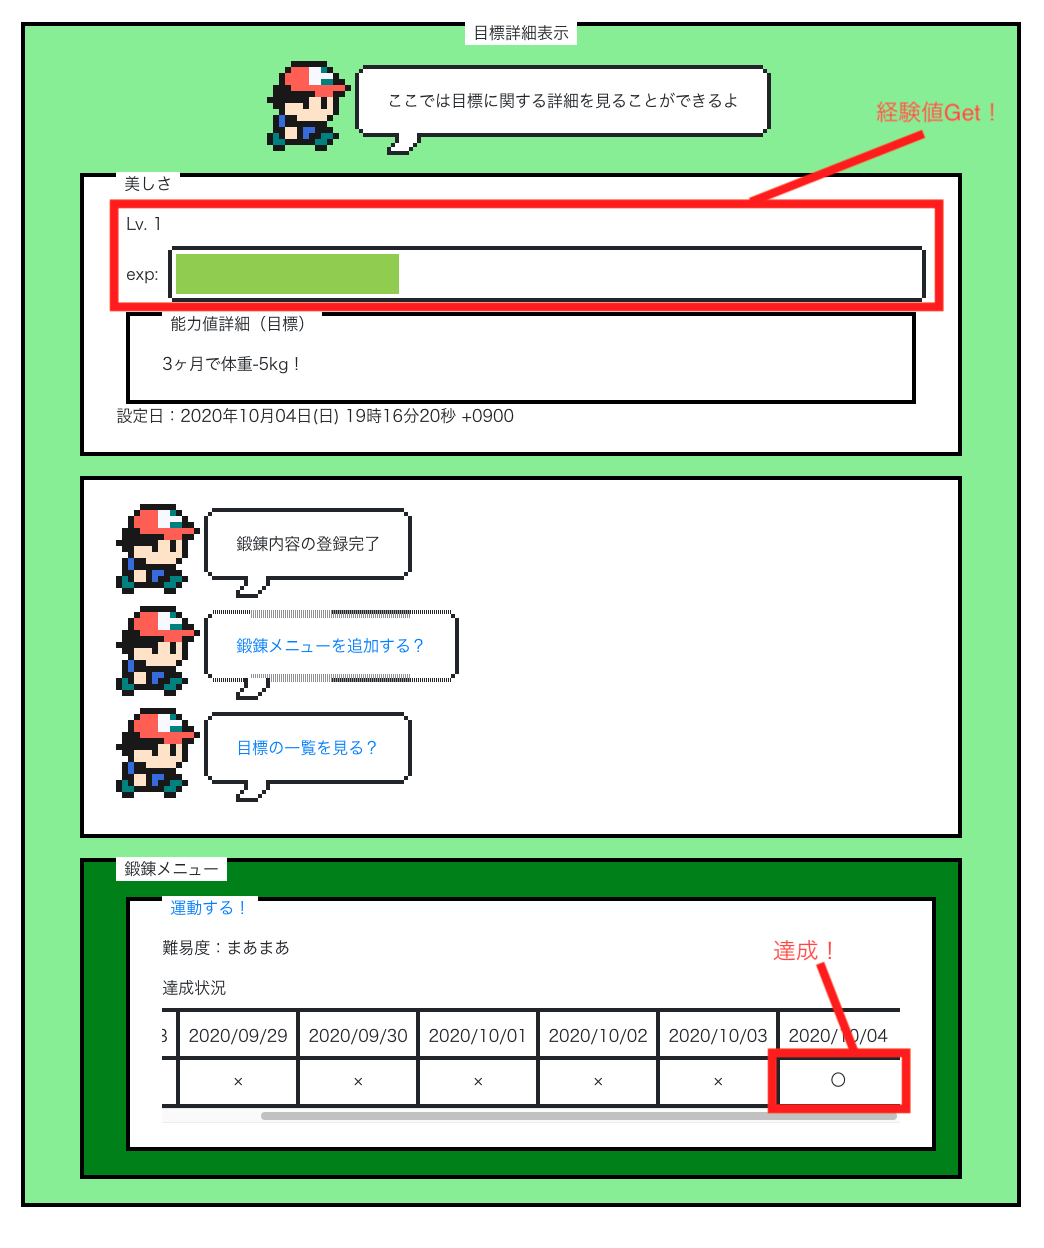 目標詳細表示
ここでは目標に関する詳細を見ることができるよ
経験値Get！
美しさ
Lv. 1
exp:
能力値詳細（目標）
3ヶ月で体重-5kg！
設定日：2020年10月04日(日) 19時16分20秒 +0900
鍛錬内容の登録完了
鍛錬メニューを追加する？
目標の一覧を見る？
鍛錬メニュー
運動する！
難易度：まあまあ
達成！
達成状況
3 2020/09/29 2020/09/30 2020/10/01 2020/10/02 2020/10/03 2020/10/04
× × × × × 〇